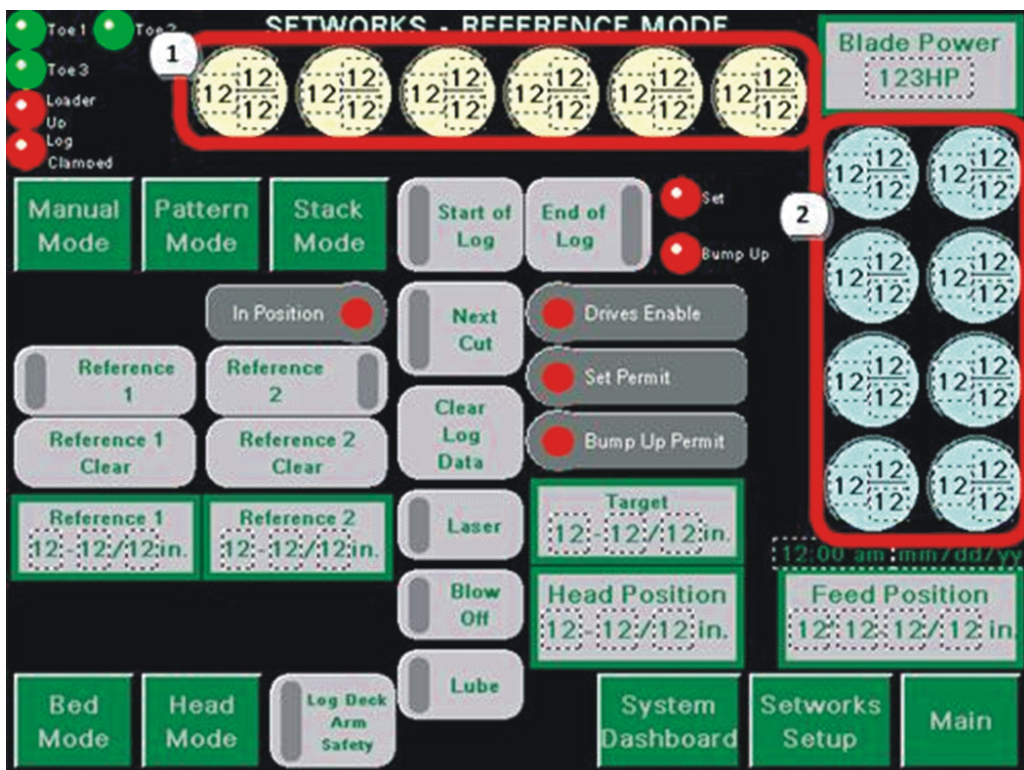 SETWORKS - REFERENCE MODE
Toe 1
Toe 2
Toe 3
Loader
Up
Log
Clamped
1
12 12/12 12 12/12 12 12/12 12 12/12 12 12/12 12 12/12
Blade Power
123HP
2
12 12/12 12 12/12
12 12/12 12 12/12
12 12/12 12 12/12
12 12/12 12 12/12
Manual
Mode
Pattern
Mode
Stack
Mode
Start of
Log
End of
Log
Set
Bump Up
In Position
Next
Cut
Drives Enable
Reference
1
Reference
2
Set Permit
Clear
Log
Data
Reference 1
Clear
Reference 2
Clear
Bump Up Permit
Reference 1
12-12/12in.
Reference 2
12-12/12in.
Laser
Target
12-12/12in.
12:00 am mm/dd/yy
Blow
Off
Head Position
12-12/12in.
Feed Position
12'12 12/12 in.
Lube
Bed
Mode
Head
Mode
Log Deck
Arm
Safety
System
Dashboard
Setworks
Setup
Main